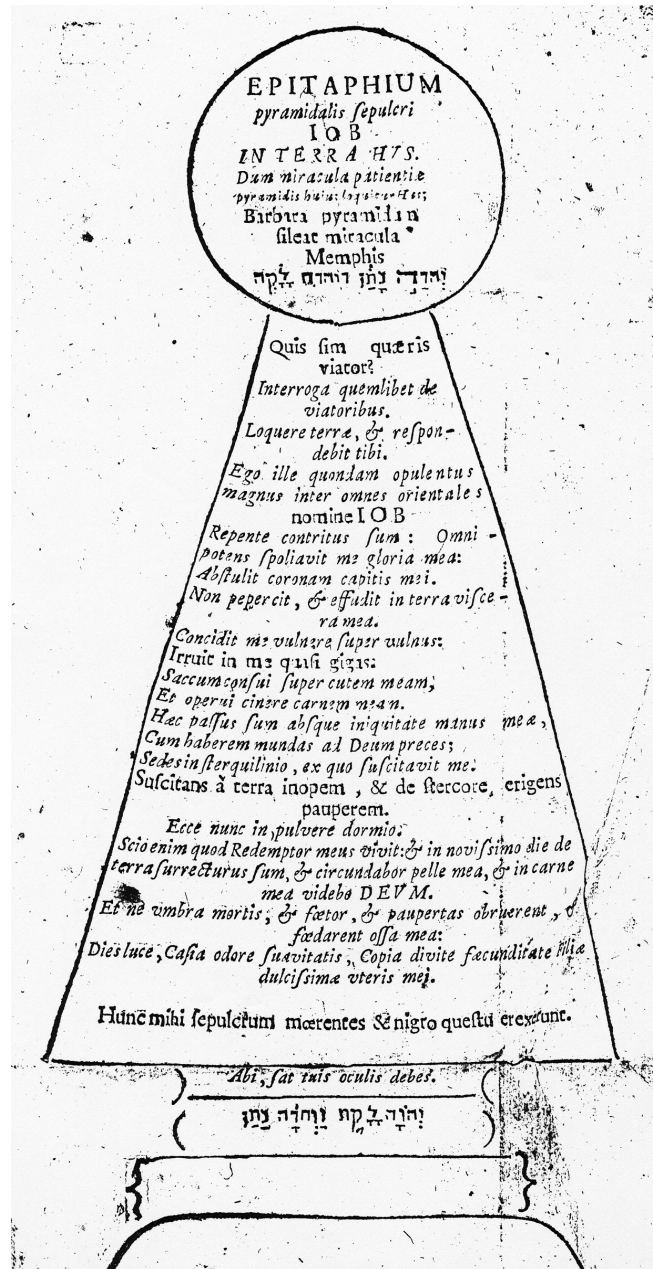 EPITAPHIUM
pyramidalis ſepulcri
IOB
IN TERRA HVS.
Dum miracula patientiæ
pyramidis huius loquitur Hus;
Barbara pyramidum
ſileat miracula
Memphis
Quis ſim quæris
viator?
Interroga quemlibet de
viatoribus.
Loquere terræ, & reſpon-
debit tibi.
Ego ille quondam opulentus
magnus inter omnes orientales
nomine IOB
Repente contritus ſum: Omni-
potens ſpoliavit me gloria mea:
Abſtulit coronam capitis mei.
Non pepercit, & effudit in terra viſce-
ra mea.
Concidit me vulnere ſuper vulnus:
Irruit in me quaſi gigas:
Saccum conſui ſuper cutem meam;
Et operui cinere carnem meam.
Hæc paſſus ſum abſque iniquitate manus meæ,
Cum haberem mundas ad Deum preces;
Sedes in ſterquilinio, ex quo ſuſcitavit me.
Suſcitans à terra inopem, & de ſtercore, erigens
pauperem.
Ecce nunc in pulvere dormio.
Scio enim quod Redemptor meus vivit: & in noviſſimo die de
terra ſurrecturus ſum, & circundabor pelle mea, & in carne
mea videbo DEVM.
Et ne vmbra mortis, & fœtor, & paupertas obruerent, &
fœdarent oſſa mea:
Dies luce, Caſia odore ſuavitatis, Copia divite fæcunditate filiæ
dulciſſimæ vteris mei.
Hunc mihi ſepulcrum mœrentes & nigro queſtu erexerunt.
Abi, ſat tuis oculis debes.